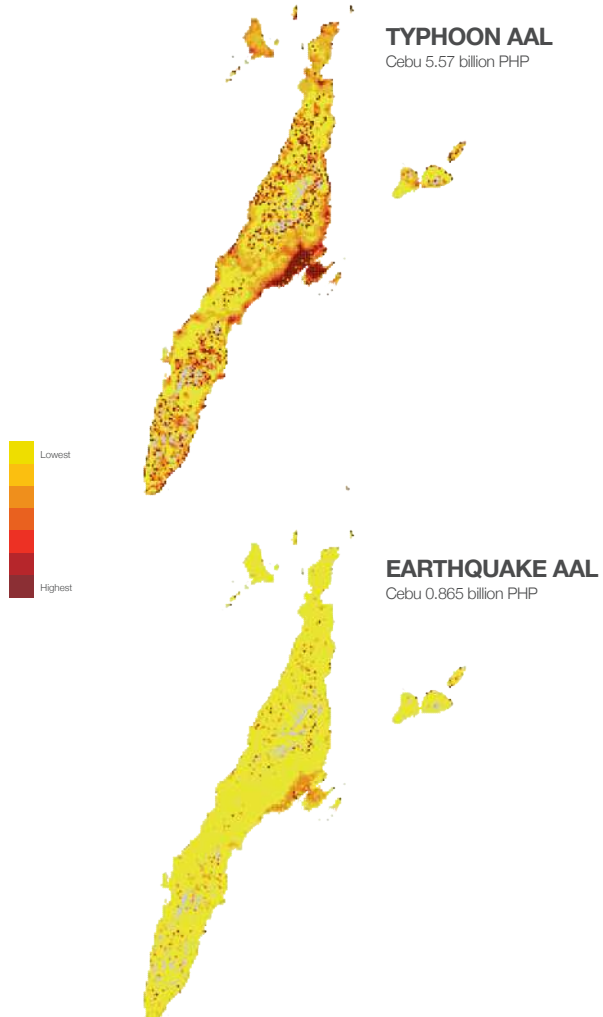 TYPHOON AAL
Cebu 5.57 billion PHP
Lowest
Highest
EARTHQUAKE AAL
Cebu 0.865 billion PHP